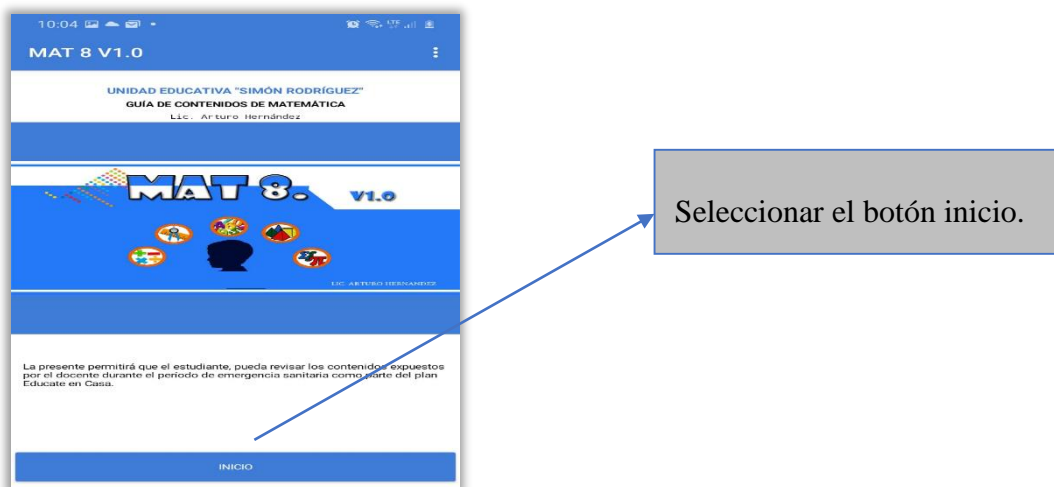 10:04
MAT 8 V1.0
UNIDAD EDUCATIVA "SIMÓN RODRÍGUEZ"
GUÍA DE CONTENIDOS DE MATEMÁTICA
Lic. Arturo Hernández
MAT 8.
V1.0
LIC. ARTURO HERNANDEZ
La presente permitirá que el estudiante, pueda revisar los contenidos expuestos
por el docente durante el período de emergencia sanitaria como parte del plan
Educate en Casa.
INICIO
Seleccionar el botón inicio.